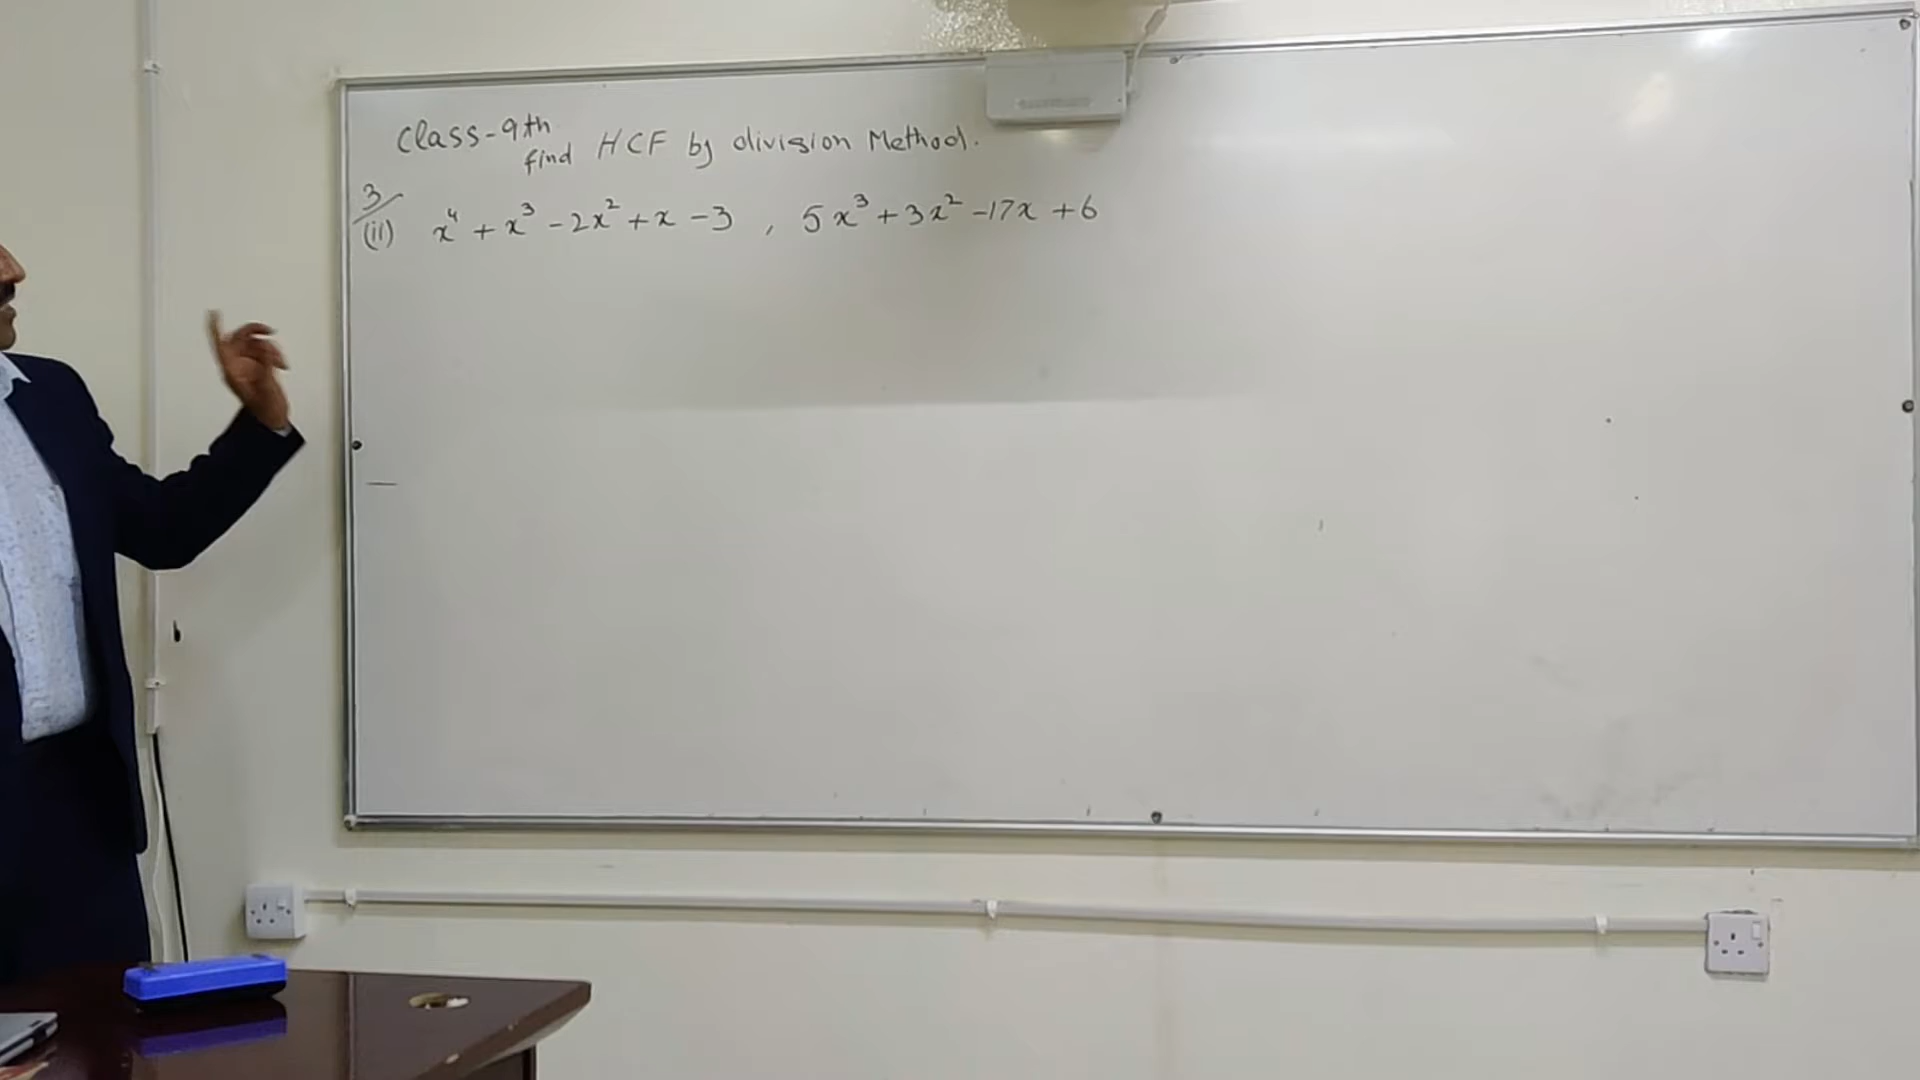 Class-9th
find HCF by division Method.
3/
(ii) x⁴ + x³ - 2x² + x - 3 , 5x³ + 3x² - 17x + 6